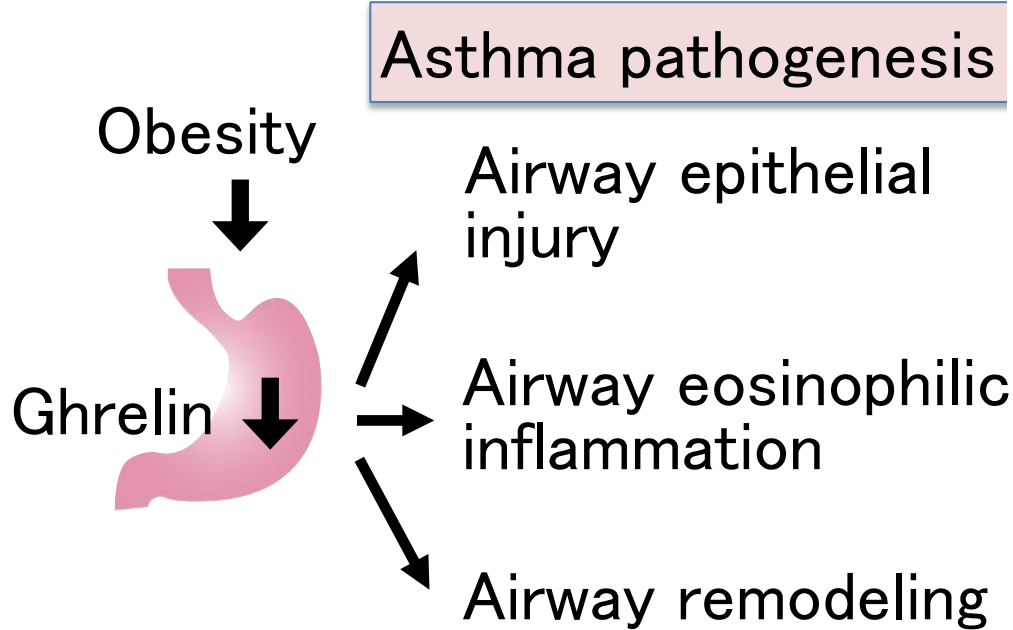 Asthma pathogenesis
Obesity
Ghrelin
Airway epithelial
injury
Airway eosinophilic
inflammation
Airway remodeling